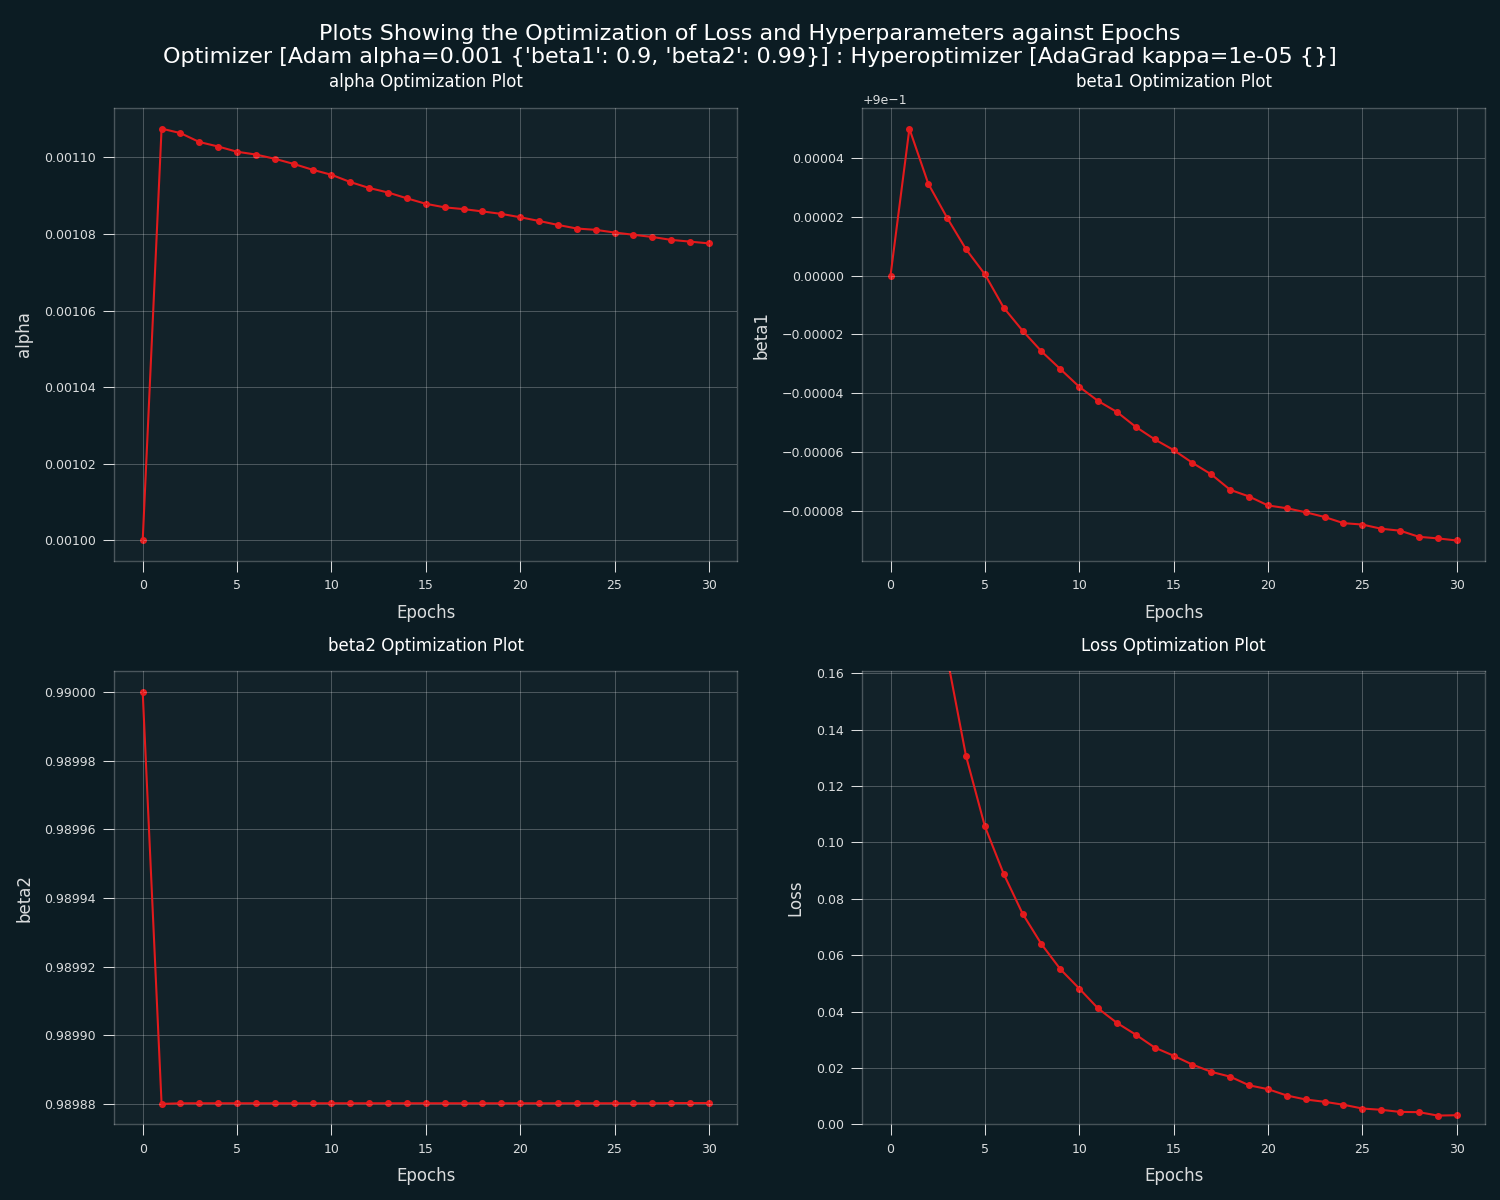 Plots Showing the Optimization of Loss and Hyperparameters against Epochs
Optimizer [Adam alpha=0.001 {'beta1': 0.9, 'beta2': 0.99}] : Hyperoptimizer [AdaGrad kappa=1e-05 {}]
alpha Optimization Plot
0.00110
0.00108
0.00106
0.00104
0.00102
0.00100
alpha
0 5 10 15 20 25 30
Epochs
beta1 Optimization Plot
+9e−1
0.00004
0.00002
0.00000
−0.00002
−0.00004
−0.00006
−0.00008
beta1
0 5 10 15 20 25 30
Epochs
beta2 Optimization Plot
0.99000
0.98998
0.98996
0.98994
0.98992
0.98990
0.98988
beta2
0 5 10 15 20 25 30
Epochs
Loss Optimization Plot
0.16
0.14
0.12
0.10
0.08
0.06
0.04
0.02
0.00
Loss
0 5 10 15 20 25 30
Epochs